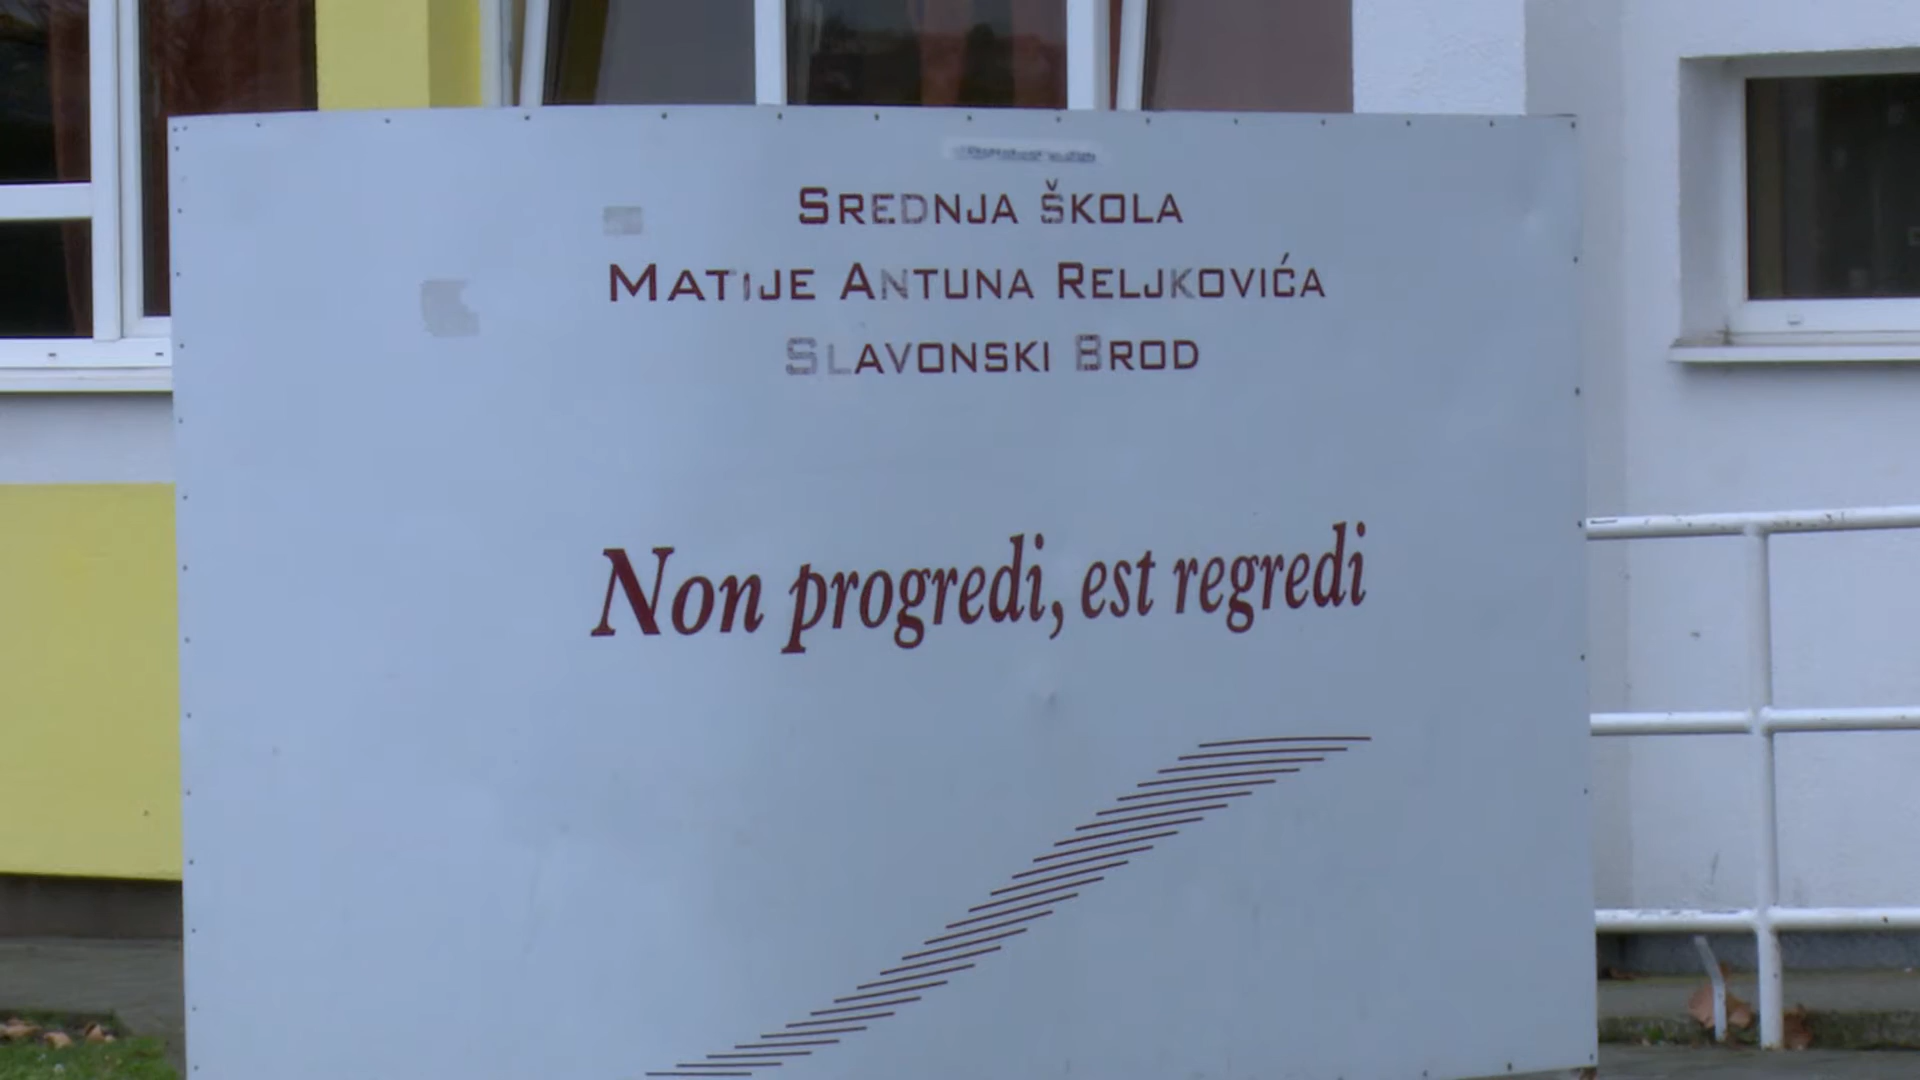 SREDNJA ŠKOLA
MATIJE ANTUNA RELJKOVIĆA
SLAVONSKI BROD
Non progredi, est regredi